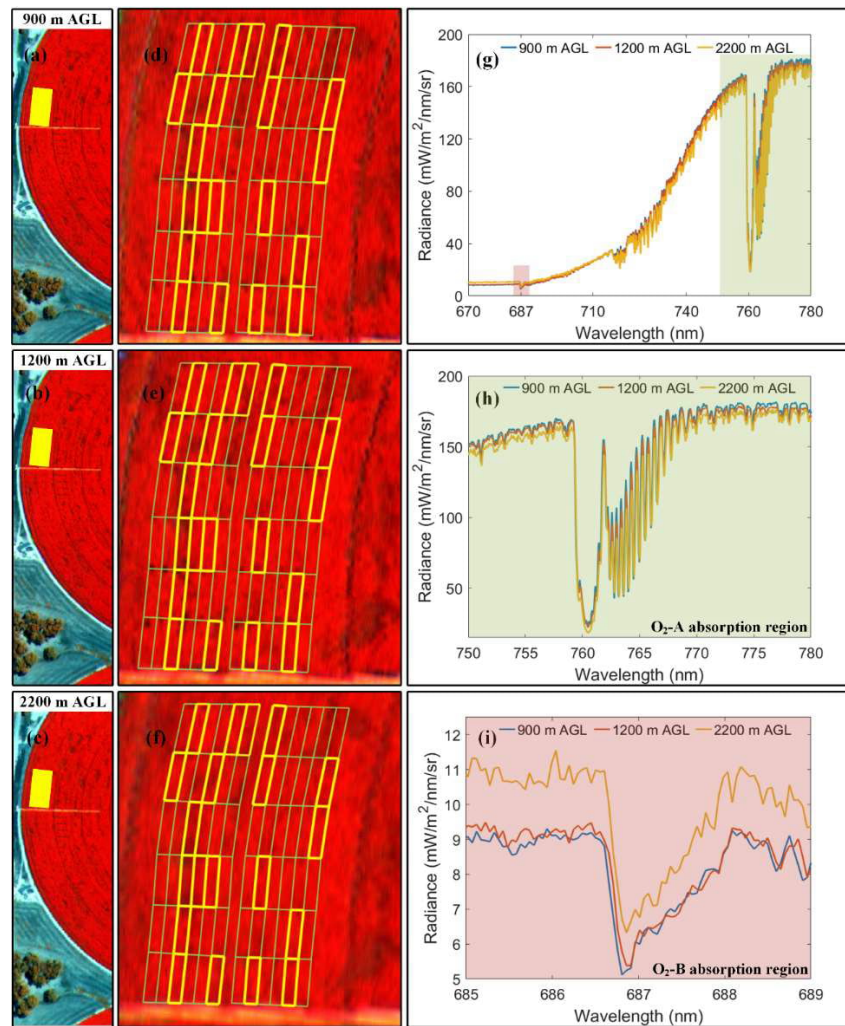 900 m AGL
(a)
(d)
(g)
900 m AGL 1200 m AGL 2200 m AGL
Radiance (mW/m²/nm/sr)
200
160
120
80
40
0
670 687 710 740 760 780
Wavelength (nm)
1200 m AGL
(b)
(e)
(h)
900 m AGL 1200 m AGL 2200 m AGL
Radiance (mW/m²/nm/sr)
200
150
100
50
O₂-A absorption region
750 755 760 765 770 775 780
Wavelength (nm)
2200 m AGL
(c)
(f)
(i)
900 m AGL 1200 m AGL 2200 m AGL
Radiance (mW/m²/nm/sr)
12
11
10
9
8
7
6
5
O₂-B absorption region
685 686 687 688 689
Wavelength (nm)